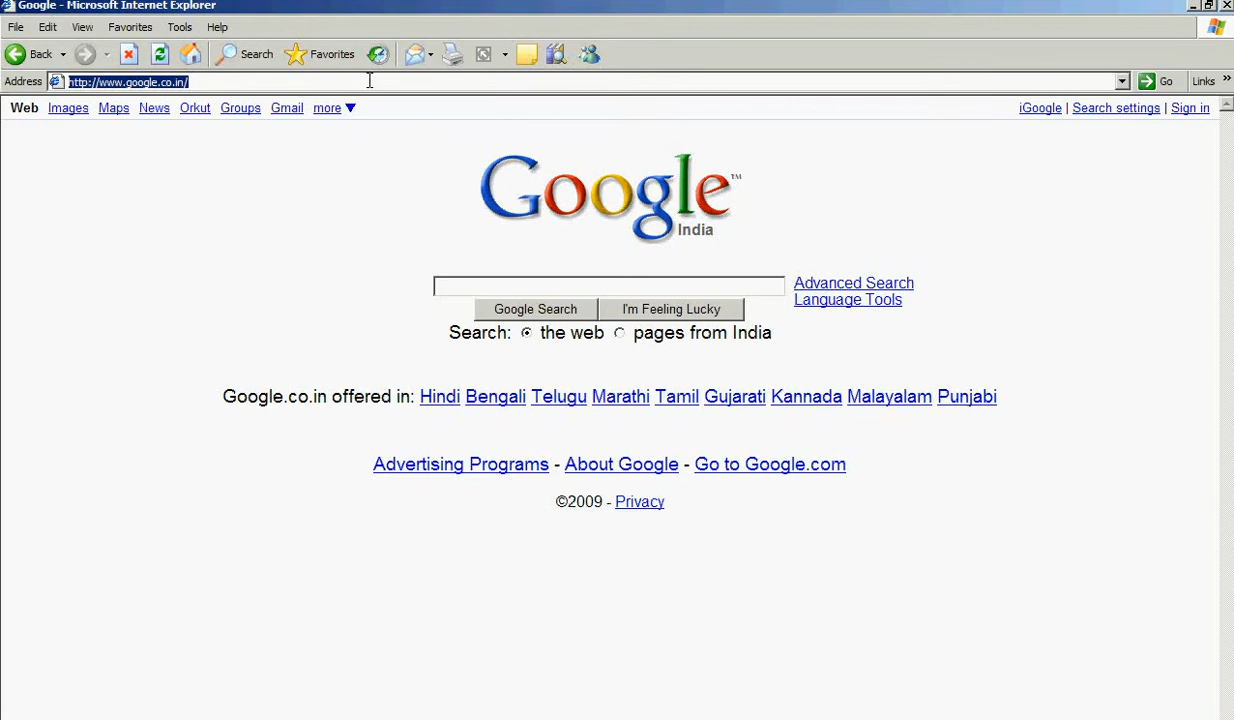 Google - Microsoft Internet Explorer
File Edit View Favorites Tools Help
Back Search Favorites
Address http://www.google.co.in/ Go Links »
Web Images Maps News Orkut Groups Gmail more ▼ iGoogle | Search settings | Sign in
Google™
India
Advanced Search
Language Tools
Google Search I'm Feeling Lucky
Search: the web pages from India
Google.co.in offered in: Hindi Bengali Telugu Marathi Tamil Gujarati Kannada Malayalam Punjabi
Advertising Programs - About Google - Go to Google.com
©2009 - Privacy